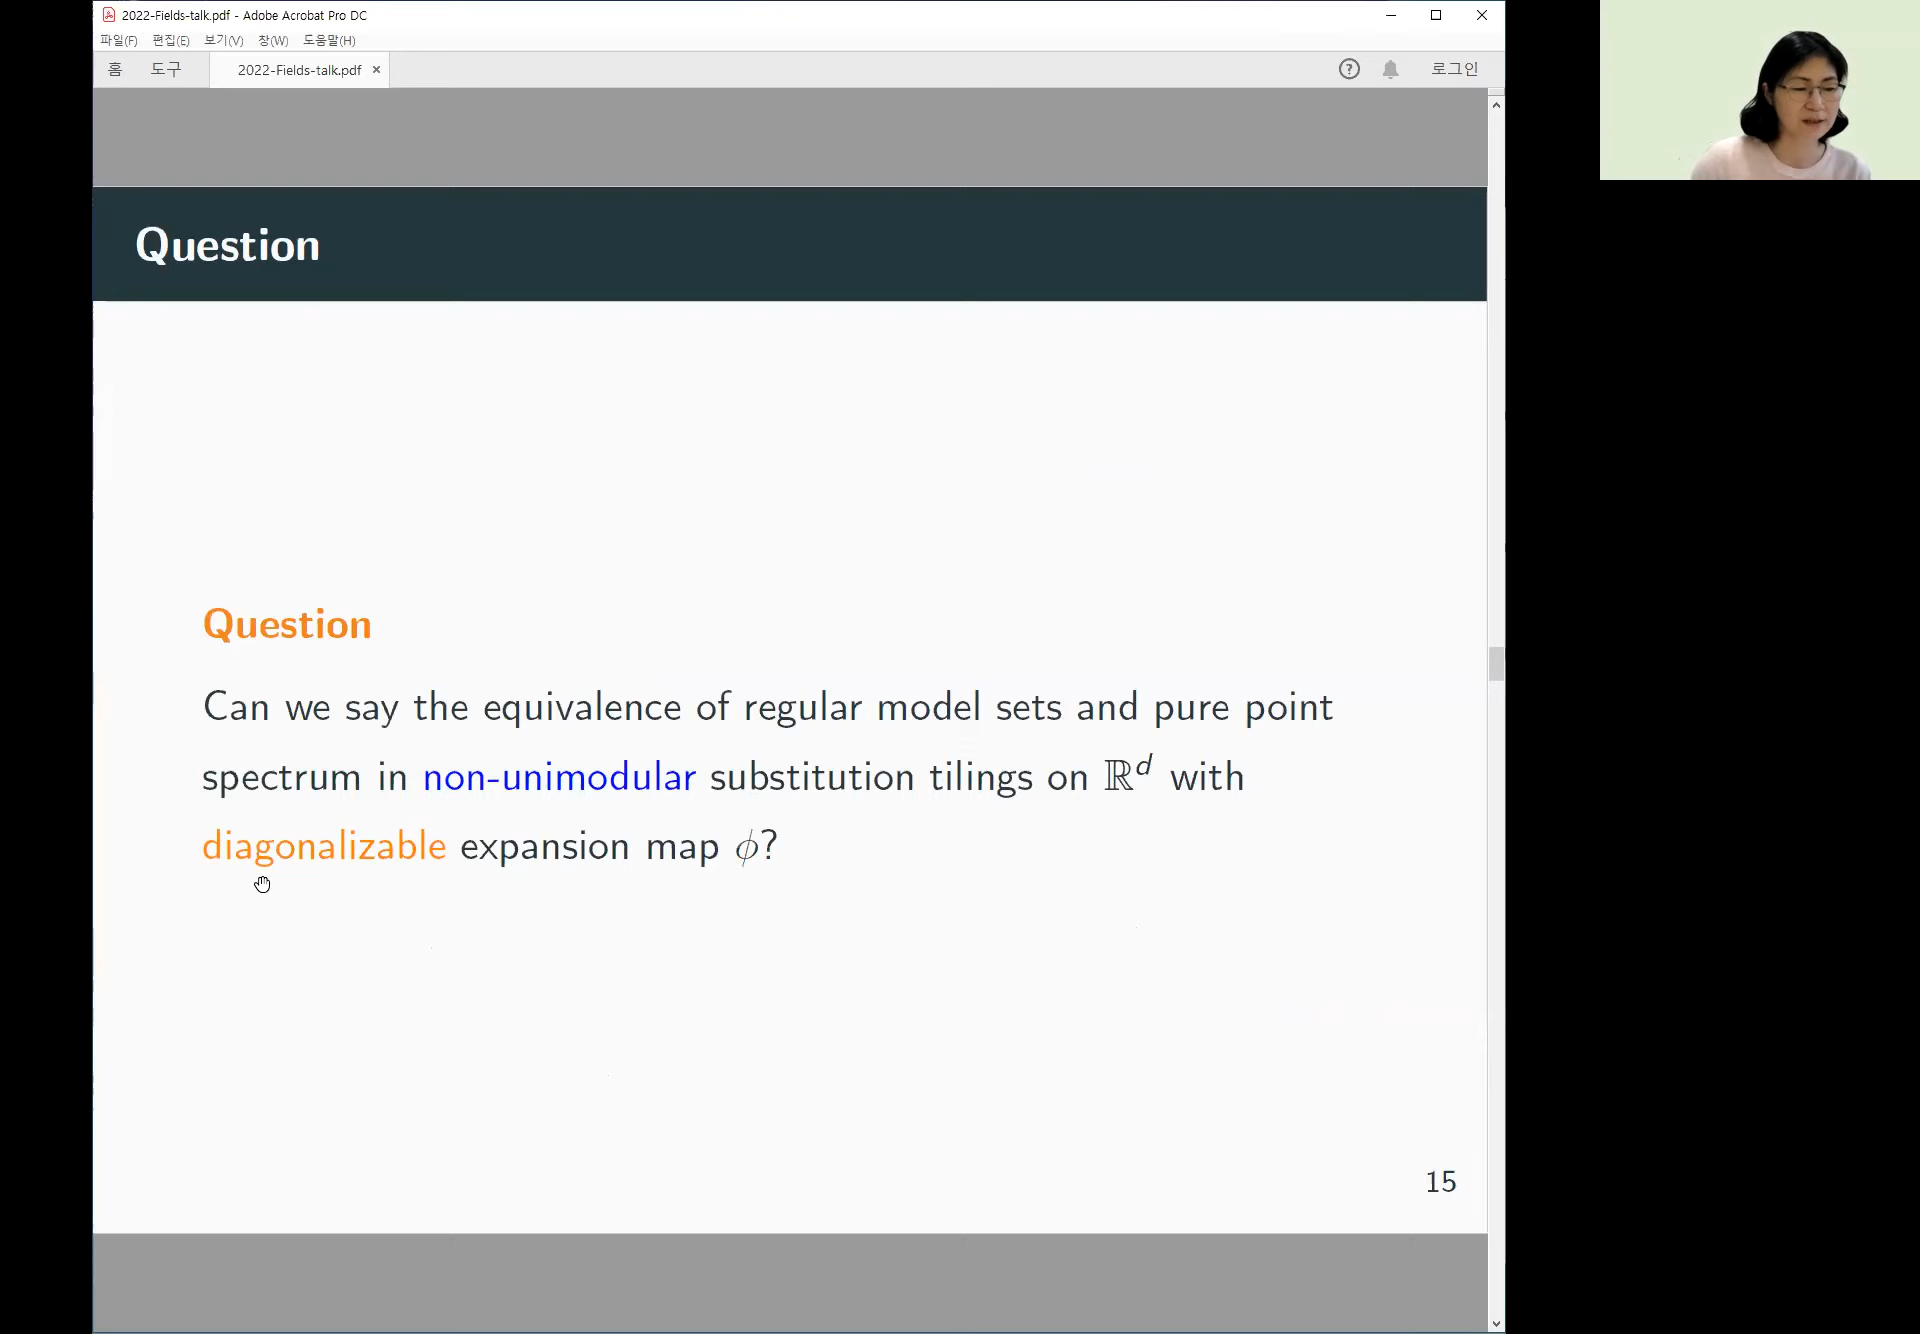 2022-Fields-talk.pdf - Adobe Acrobat Pro DC
파일(F) 편집(E) 보기(V) 창(W) 도움말(H)
홈 도구 2022-Fields-talk.pdf × ? 로그인
Question
Question
Can we say the equivalence of regular model sets and pure point
spectrum in non-unimodular substitution tilings on ℝᵈ with
diagonalizable expansion map ϕ?
15